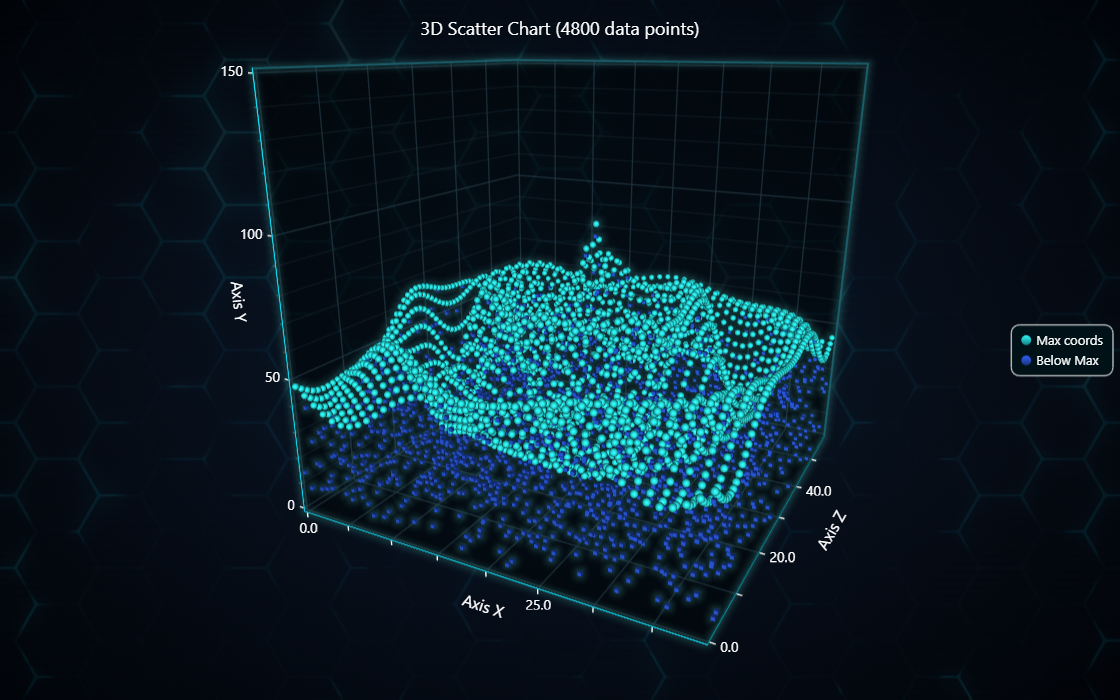 3D Scatter Chart (4800 data points)
150
100
Axis Y
50
0
0.0
Axis X
25.0
0.0
20.0
Axis Z
40.0
Max coords
Below Max